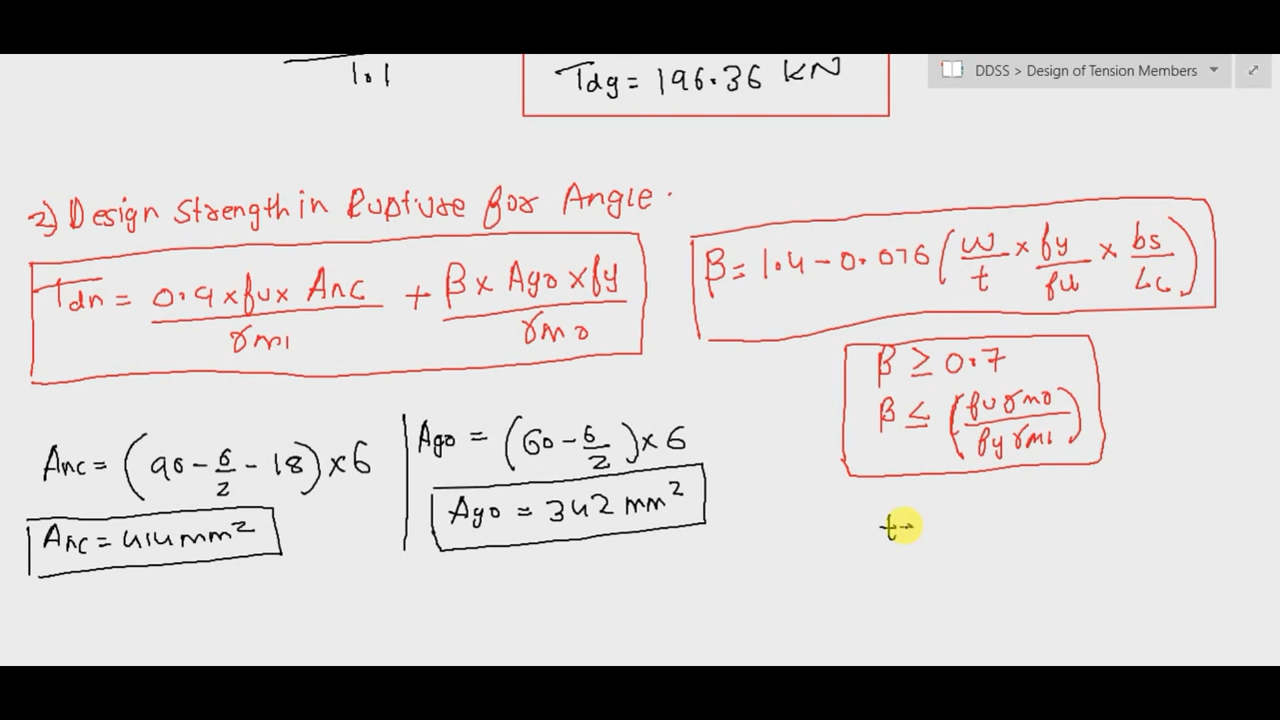 DDSS > Design of Tension Members
1.1
Tdg = 196.36 KN
2) Design Strength in Rupture for Angle.
Tdn = 0.9 x fu x Anc / γm1 + β x Ago x fy / γmo
β = 1.4 - 0.076 ( w/t x fy/fu x bs/Lc )
β ≥ 0.7
β ≤ ( fu γmo / fy γm1 )
Anc = ( 90 - 6/2 - 18 ) x 6
Anc = 414 mm²
Ago = ( 60 - 6/2 ) x 6
Ago = 342 mm²